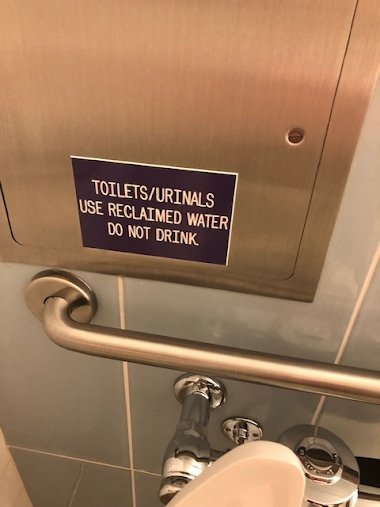 TOILETS/URINALS
USE RECLAIMED WATER
DO NOT DRINK.